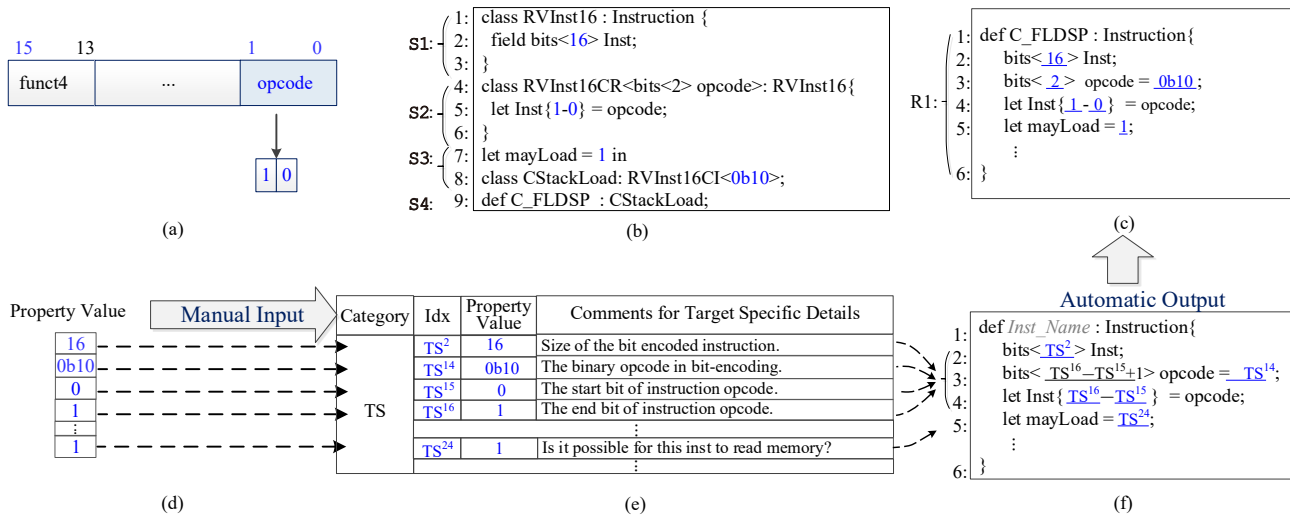 15 13 1 0
funct4 ... opcode
1 0
(a)
S1:
S2:
S3:
S4:
1: class RVInst16 : Instruction {
2: field bits<16> Inst;
3: }
4: class RVInst16CR<bits<2> opcode>: RVInst16{
5: let Inst{1-0} = opcode;
6: }
7: let mayLoad = 1 in
8: class CStackLoad: RVInst16CI<0b10>;
9: def C_FLDSP : CStackLoad;
(b)
R1:
1: def C_FLDSP : Instruction{
2: bits< 16 > Inst;
3: bits< 2 > opcode = 0b10;
4: let Inst{ 1 - 0 } = opcode;
5: let mayLoad = 1;
⋮
6: }
(c)
Property Value
16
0b10
0
1
⋮
1
(d)
Manual Input
Category Idx Property Value Comments for Target Specific Details
TS
TS² 16 Size of the bit encoded instruction.
TS¹⁴ 0b10 The binary opcode in bit-encoding.
TS¹⁵ 0 The start bit of instruction opcode.
TS¹⁶ 1 The end bit of instruction opcode.
⋮
TS²⁴ 1 Is it possible for this inst to read memory?
⋮
(e)
Automatic Output
1: def Inst_Name : Instruction{
2: bits< TS² > Inst;
3: bits< TS¹⁶−TS¹⁵+1> opcode = TS¹⁴;
4: let Inst{ TS¹⁶−TS¹⁵ } = opcode;
5: let mayLoad = TS²⁴;
⋮
6: }
(f)